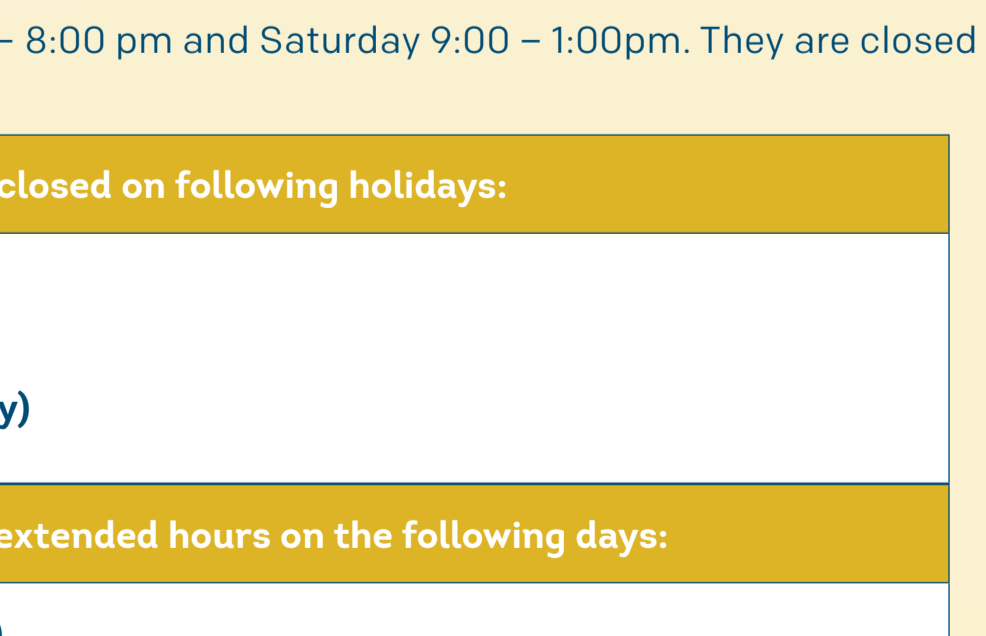 – 8:00 pm and Saturday 9:00 – 1:00pm. They are closed
closed on following holidays:
y)
extended hours on the following days:
)